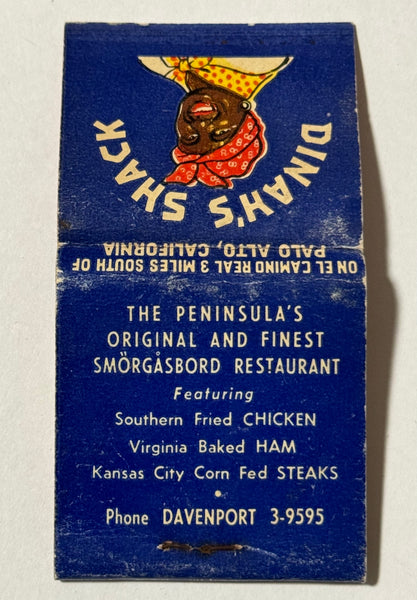 DINAH'S SHACK
ON EL CAMINO REAL 3 MILES SOUTH OF
PALO ALTO, CALIFORNIA
THE PENINSULA'S
ORIGINAL AND FINEST
SMÖRGÅSBORD RESTAURANT
Featuring
Southern Fried CHICKEN
Virginia Baked HAM
Kansas City Corn Fed STEAKS
•
Phone DAVENPORT 3-9595